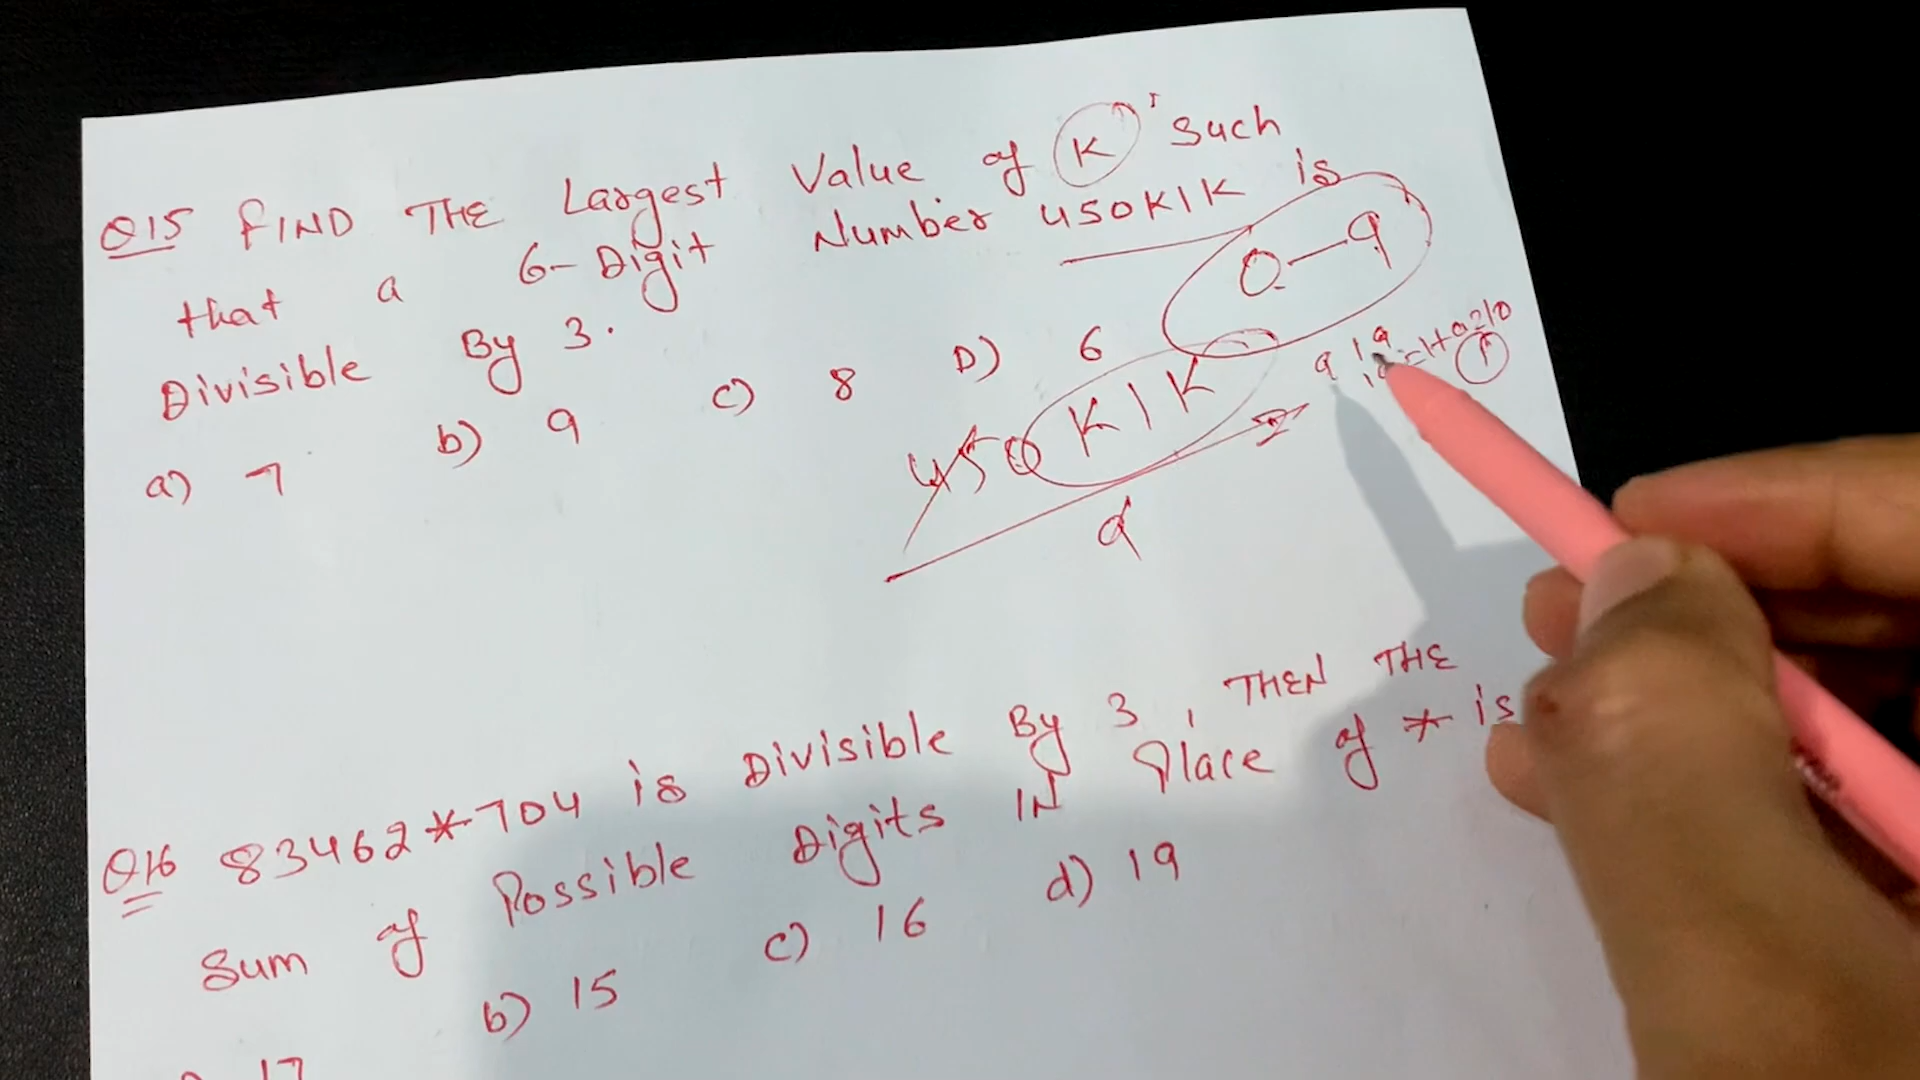 Q15 FIND THE Largest Value of K Such
that a 6-Digit Number 450K1K is
Divisible By 3.
0-9
a) 7 b) 9 c) 8 D) 6
450K1K
9
Q16 83462*704 is Divisible By 3, THEN THE
Sum of Possible Digits IN Place of * is
b) 15 c) 16 d) 19
17